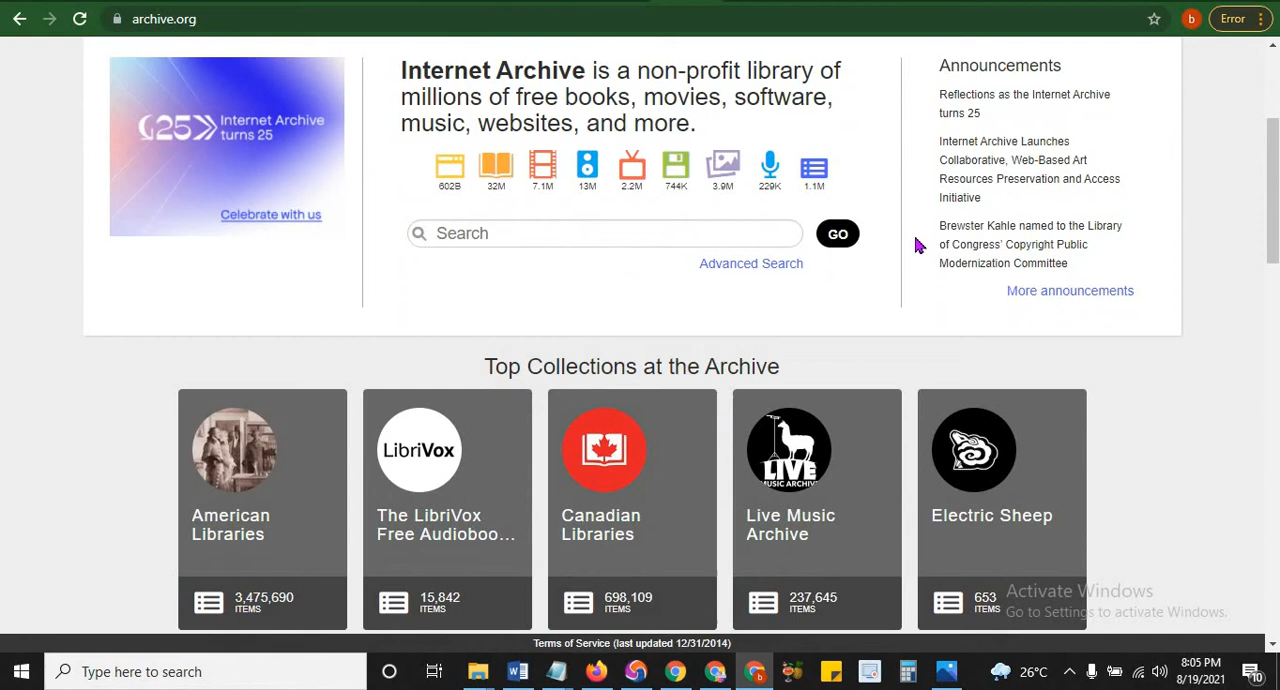 archive.org
b
Error
25
Internet Archive
turns 25
Celebrate with us
Internet Archive is a non-profit library of
millions of free books, movies, software,
music, websites, and more.
602B 32M 7.1M 13M 2.2M 744K 3.9M 229K 1.1M
Search
GO
Advanced Search
Announcements
Reflections as the Internet Archive
turns 25
Internet Archive Launches
Collaborative, Web-Based Art
Resources Preservation and Access
Initiative
Brewster Kahle named to the Library
of Congress’ Copyright Public
Modernization Committee
More announcements
Top Collections at the Archive
American
Libraries
3,475,690
ITEMS
LibriVox
The LibriVox
Free Audioboo...
15,842
ITEMS
Canadian
Libraries
698,109
ITEMS
LIVE
MUSIC ARCHIVE
Live Music
Archive
237,645
ITEMS
Electric Sheep
653
ITEMS
Activate Windows
Go to Settings to activate Windows.
Terms of Service (last updated 12/31/2014)
Type here to search
26°C
8:05 PM
8/19/2021
10